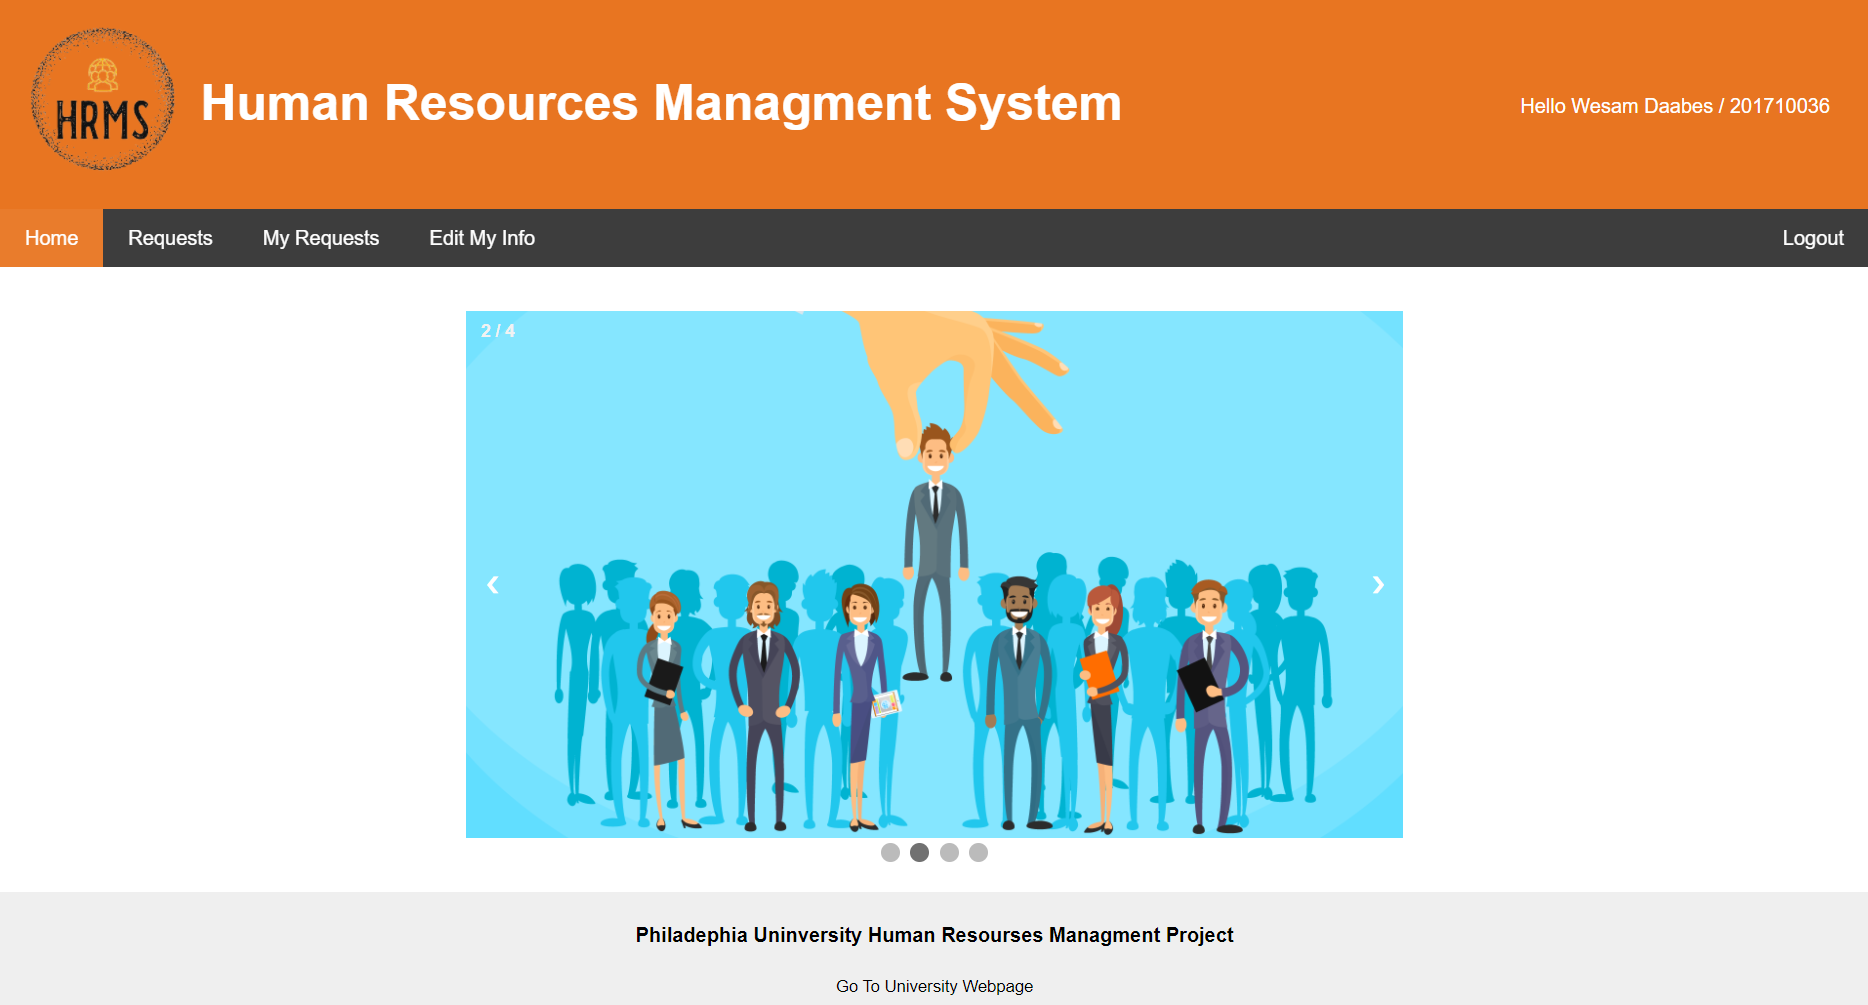 HRMS
Human Resources Managment System
Hello Wesam Daabes / 201710036
Home Requests My Requests Edit My Info Logout
2 / 4
❮ ❯
Philadephia Uninversity Human Resourses Managment Project
Go To University Webpage